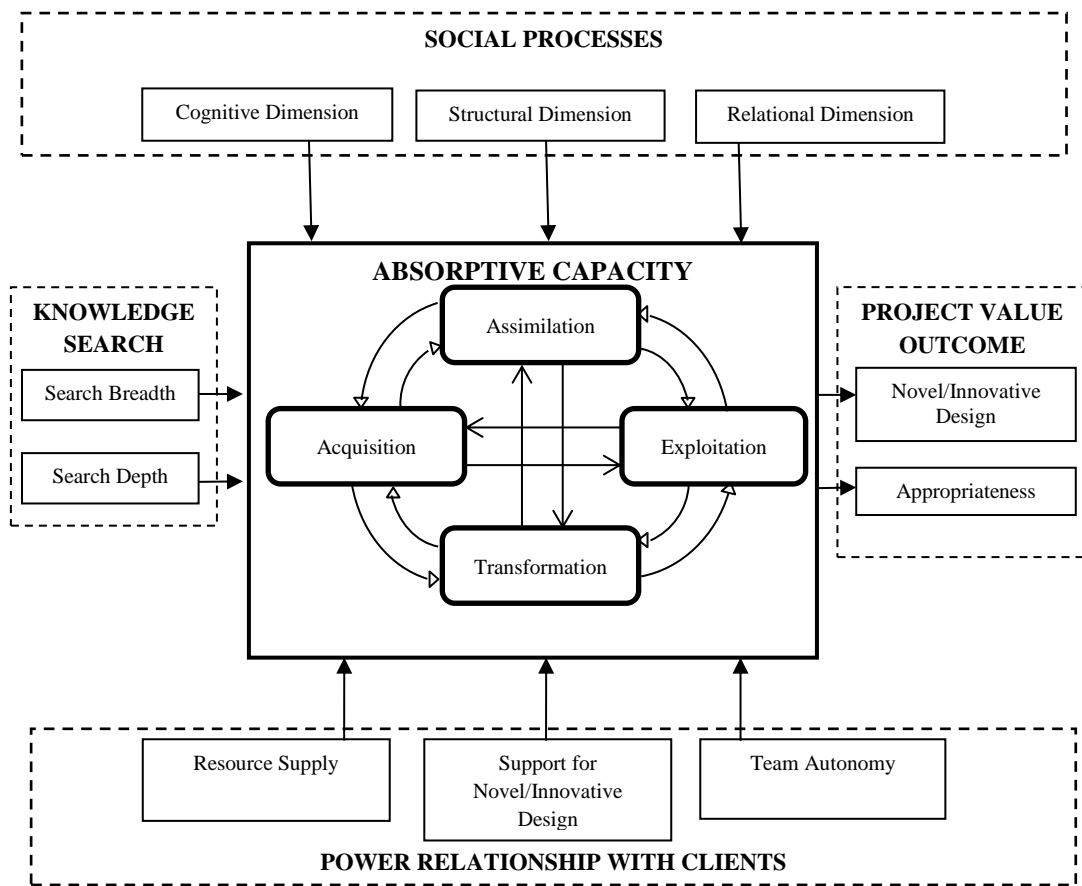 SOCIAL PROCESSES
Cognitive Dimension
Structural Dimension
Relational Dimension
ABSORPTIVE CAPACITY
KNOWLEDGE
SEARCH
Search Breadth
Search Depth
Assimilation
Acquisition
Exploitation
Transformation
PROJECT VALUE
OUTCOME
Novel/Innovative
Design
Appropriateness
Resource Supply
Support for
Novel/Innovative
Design
Team Autonomy
POWER RELATIONSHIP WITH CLIENTS